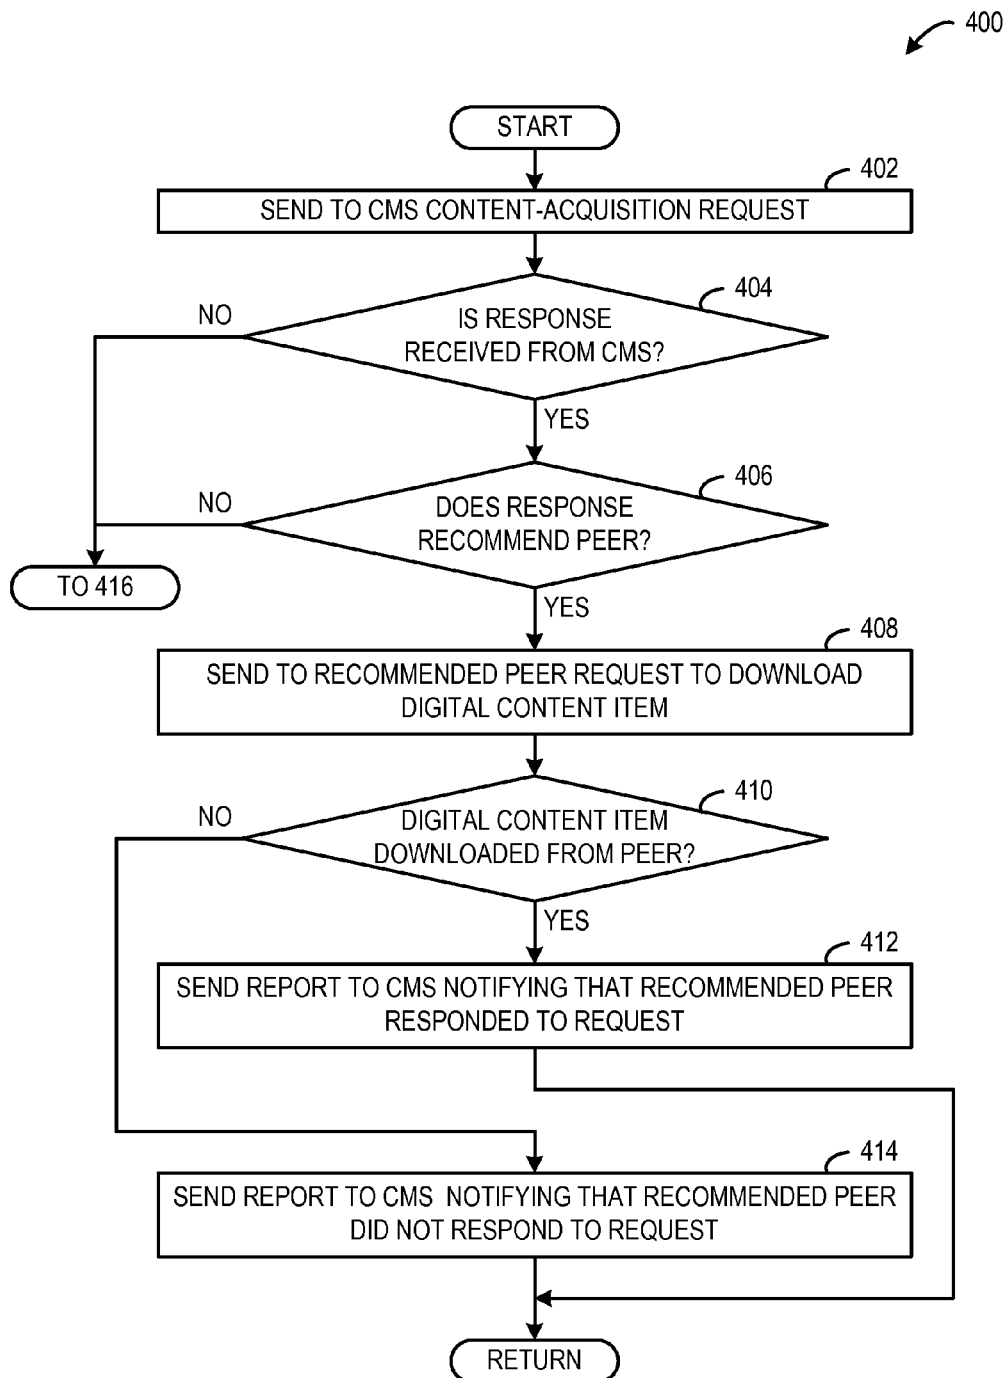 400
START
402
SEND TO CMS CONTENT-ACQUISITION REQUEST
404
NO
IS RESPONSE
RECEIVED FROM CMS?
YES
406
NO
DOES RESPONSE
RECOMMEND PEER?
TO 416
YES
408
SEND TO RECOMMENDED PEER REQUEST TO DOWNLOAD
DIGITAL CONTENT ITEM
410
NO
DIGITAL CONTENT ITEM
DOWNLOADED FROM PEER?
YES
412
SEND REPORT TO CMS NOTIFYING THAT RECOMMENDED PEER
RESPONDED TO REQUEST
414
SEND REPORT TO CMS NOTIFYING THAT RECOMMENDED PEER
DID NOT RESPOND TO REQUEST
RETURN